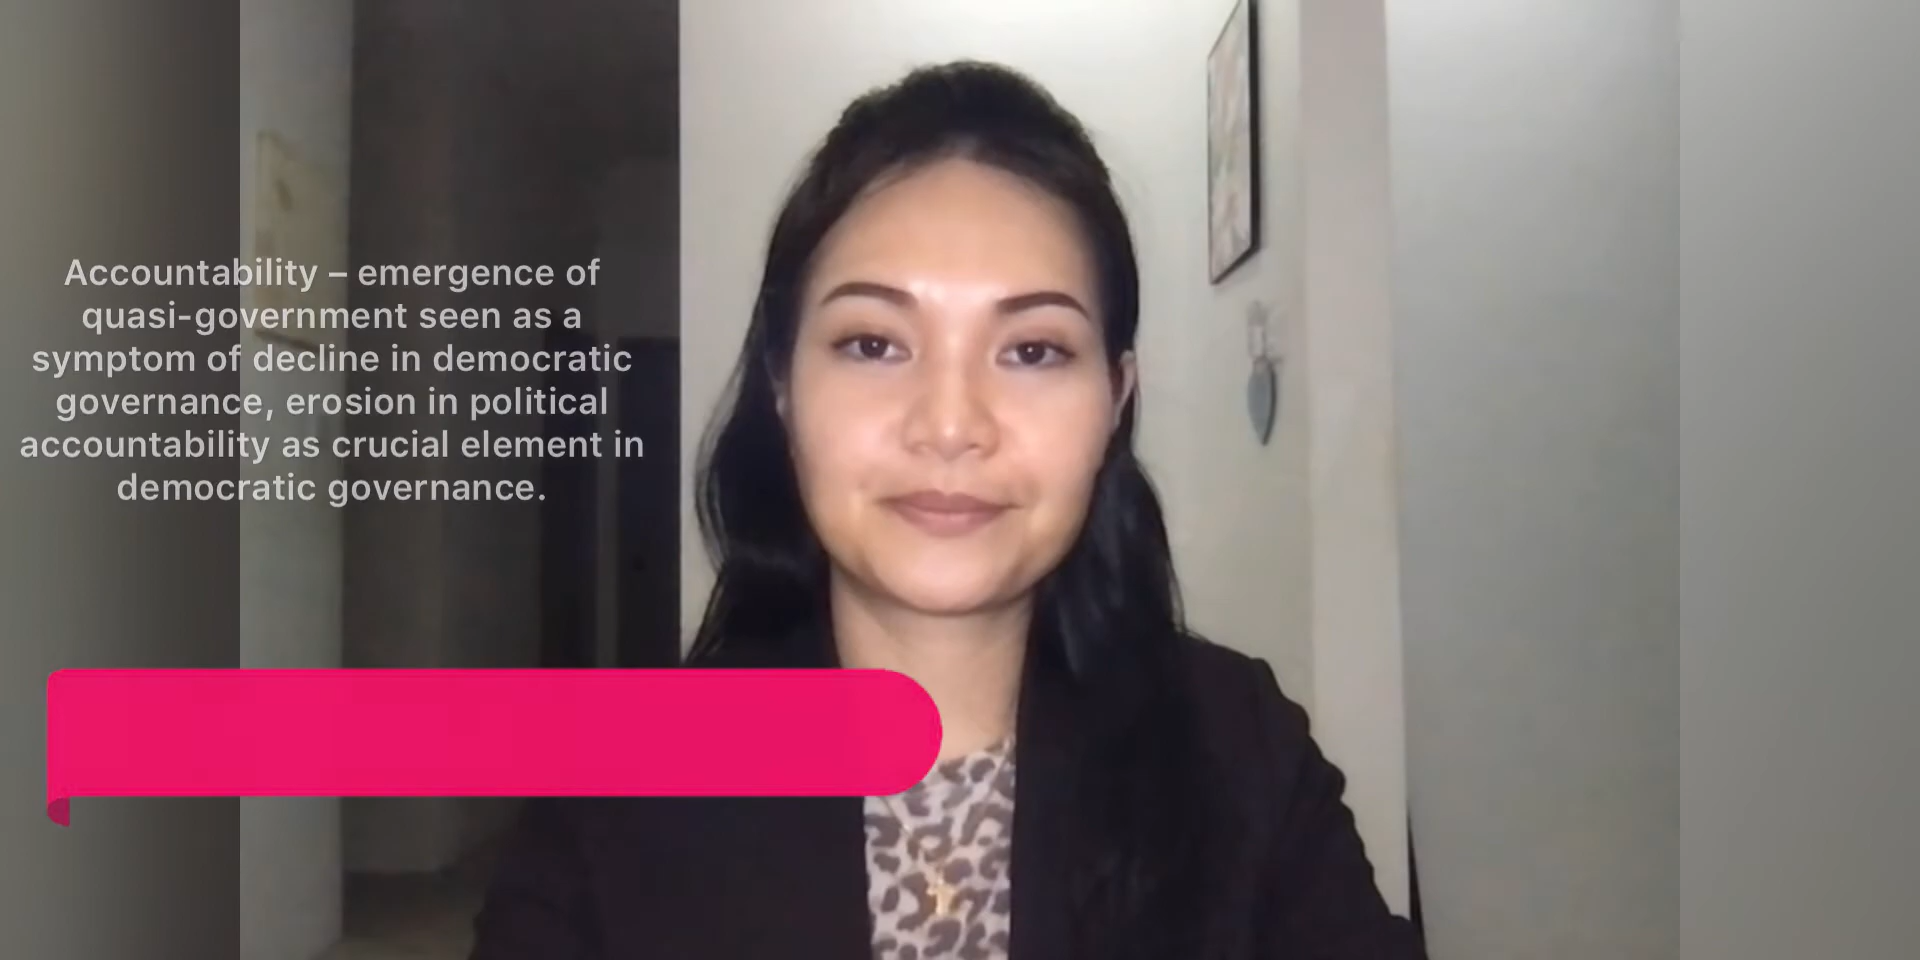 Accountability – emergence of
quasi-government seen as a
symptom of decline in democratic
governance, erosion in political
accountability as crucial element in
democratic governance.